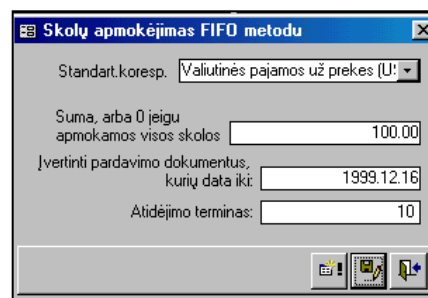 Skolų apmokėjimas FIFO metodu
Standart.koresp. Valiutinės pajamos už prekes (U
Suma, arba 0 jeigu
apmokamos visos skolos 100.00
Įvertinti pardavimo dokumentus,
kurių data iki: 1999.12.16
Atidėjimo terminas: 10